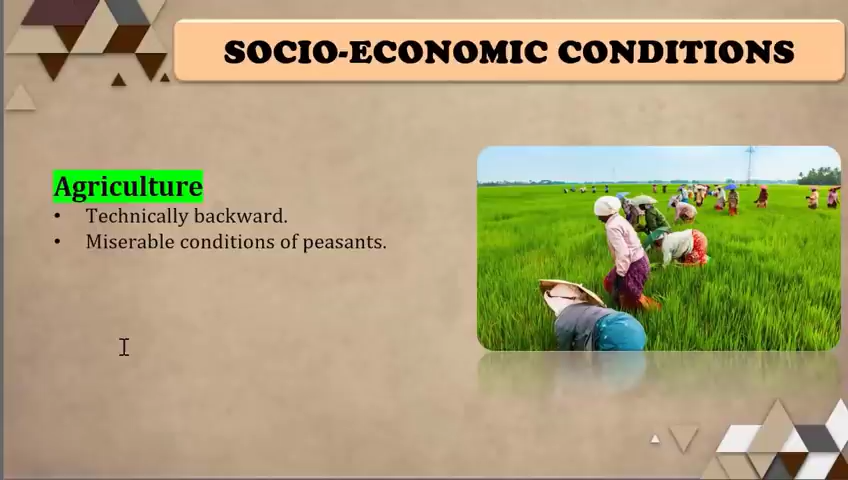 SOCIO-ECONOMIC CONDITIONS
Agriculture
• Technically backward.
• Miserable conditions of peasants.